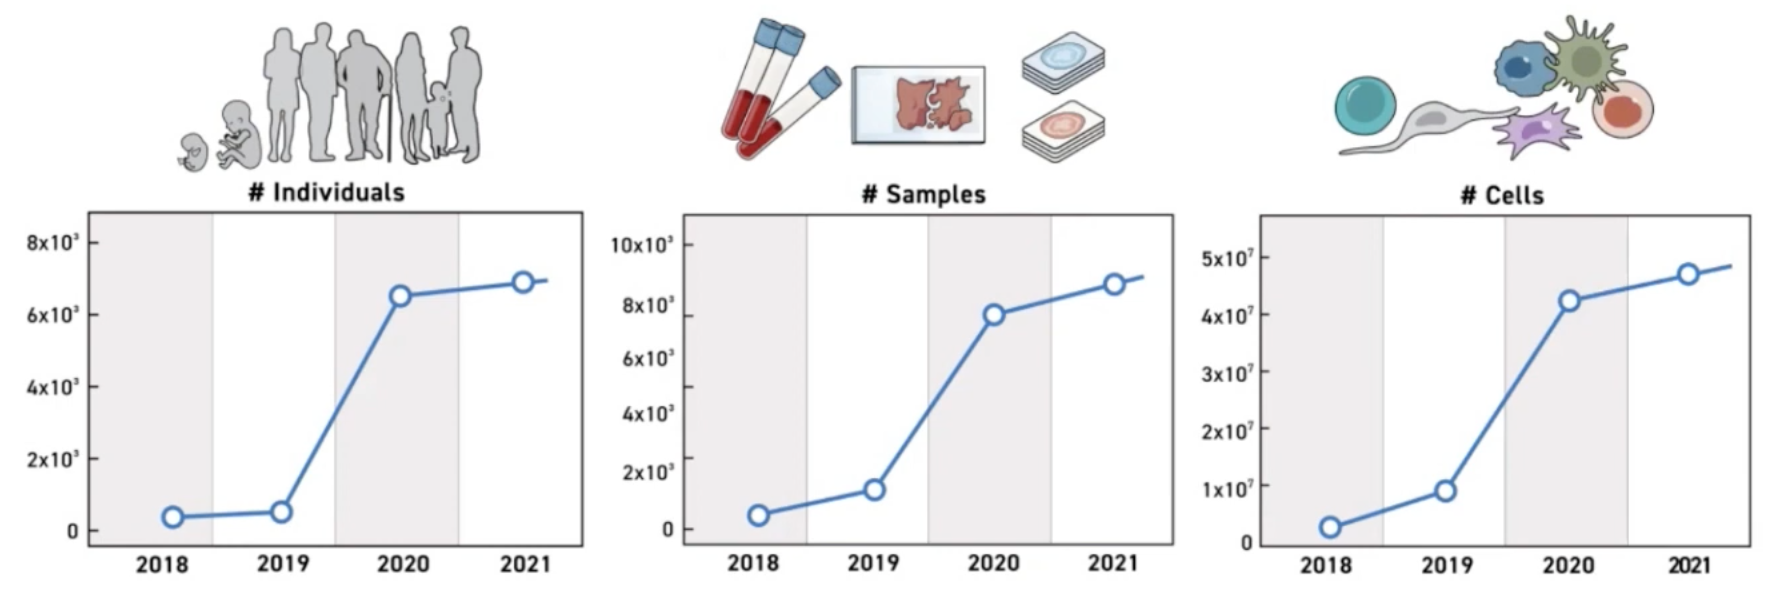 # Individuals
8x10³
6x10³
4x10³
2x10³
0
2018 2019 2020 2021
# Samples
10x10³
8x10³
6x10³
4x10³
2x10³
0
2018 2019 2020 2021
# Cells
5x10⁷
4x10⁷
3x10⁷
2x10⁷
1x10⁷
0
2018 2019 2020 2021